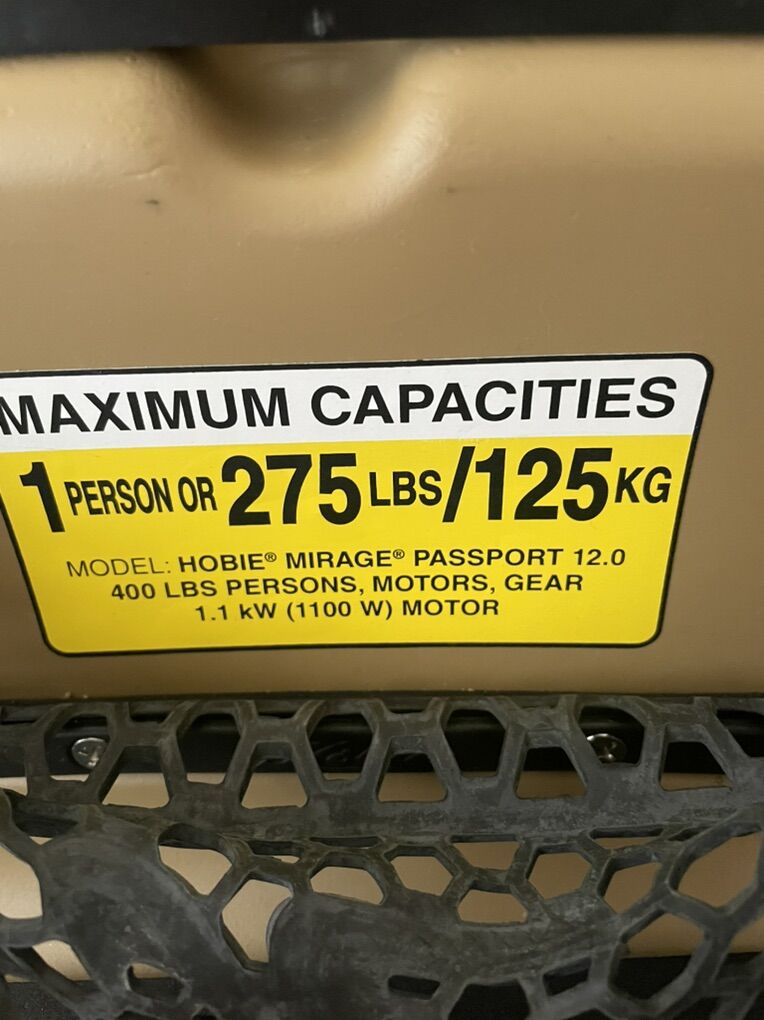 MAXIMUM CAPACITIES
1 PERSON OR 275 LBS/125 KG
MODEL: HOBIE® MIRAGE® PASSPORT 12.0
400 LBS PERSONS, MOTORS, GEAR
1.1 kW (1100 W) MOTOR